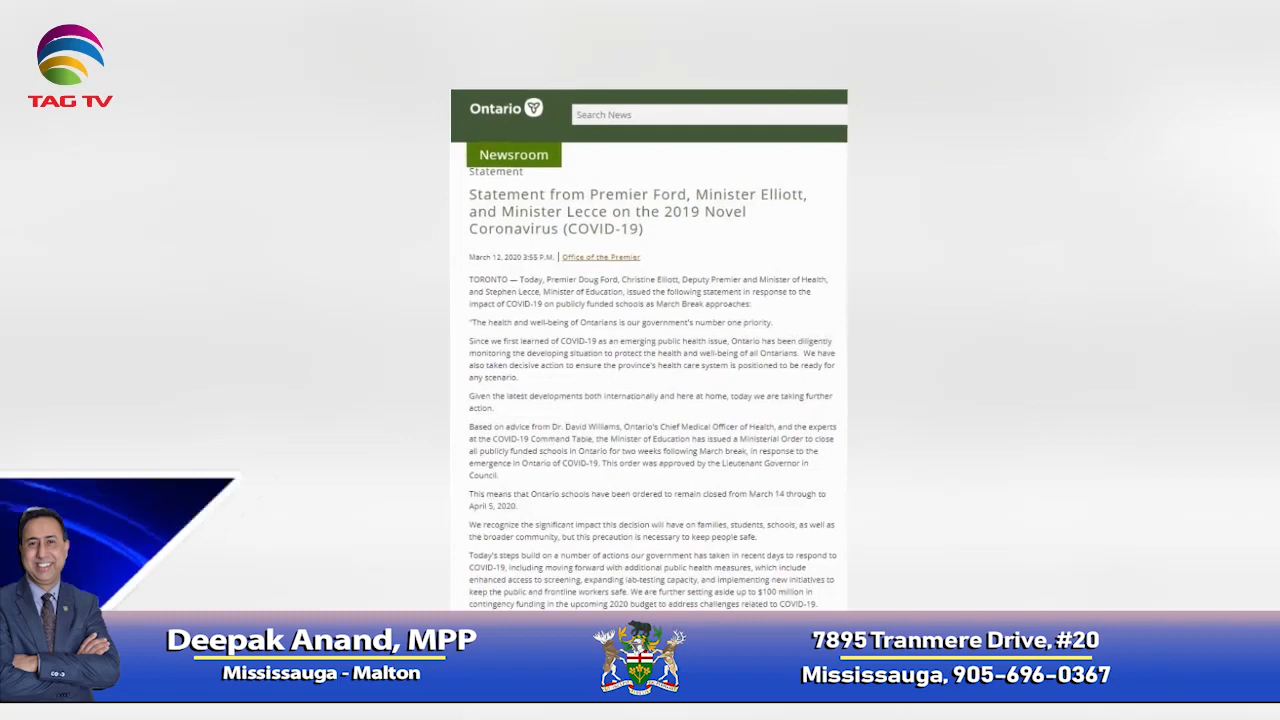 TAG TV
Ontario
Search News
Newsroom
Statement
Statement from Premier Ford, Minister Elliott,
and Minister Lecce on the 2019 Novel
Coronavirus (COVID-19)
March 12, 2020 3:55 P.M. | Office of the Premier
TORONTO — Today, Premier Doug Ford, Christine Elliott, Deputy Premier and Minister of Health,
and Stephen Lecce, Minister of Education, issued the following statement in response to the
impact of COVID-19 on publicly funded schools as March Break approaches:
"The health and well-being of Ontarians is our government's number one priority.
Since we first learned of COVID-19 as an emerging public health issue, Ontario has been diligently
monitoring the developing situation to protect the health and well-being of all Ontarians. We have
also taken decisive action to ensure the province's health care system is positioned to be ready for
any scenario.
Given the latest developments both internationally and here at home, today we are taking further
action.
Based on advice from Dr. David Williams, Ontario's Chief Medical Officer of Health, and the experts
at the COVID-19 Command Table, the Minister of Education has issued a Ministerial Order to close
all publicly funded schools in Ontario for two weeks following March break, in response to the
emergence in Ontario of COVID-19. This order was approved by the Lieutenant Governor in
Council.
This means that Ontario schools have been ordered to remain closed from March 14 through to
April 5, 2020.
We recognize the significant impact this decision will have on families, students, schools, as well as
the broader community, but this precaution is necessary to keep people safe.
Today's steps build on a number of actions our government has taken in recent days to respond to
COVID-19, including moving forward with additional public health measures, which include
enhanced access to screening, expanding lab-testing capacity, and implementing new initiatives to
keep the public and frontline workers safe. We are further setting aside up to $100 million in
contingency funding in the upcoming 2020 budget to address challenges related to COVID-19.
Deepak Anand, MPP
Mississauga - Malton
7895 Tranmere Drive, #20
Mississauga, 905-696-0367